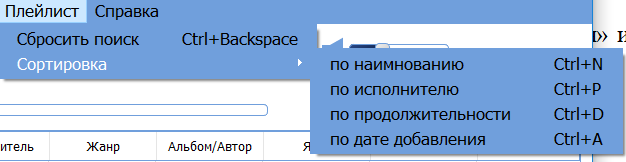 Плейлист Справка
Сбросить поиск Ctrl+Backspace
Сортировка
по наимнованию Ctrl+N
по исполнителю Ctrl+P
по продолжительности Ctrl+D
по дате добавления Ctrl+A
Жанр Альбом/Автор